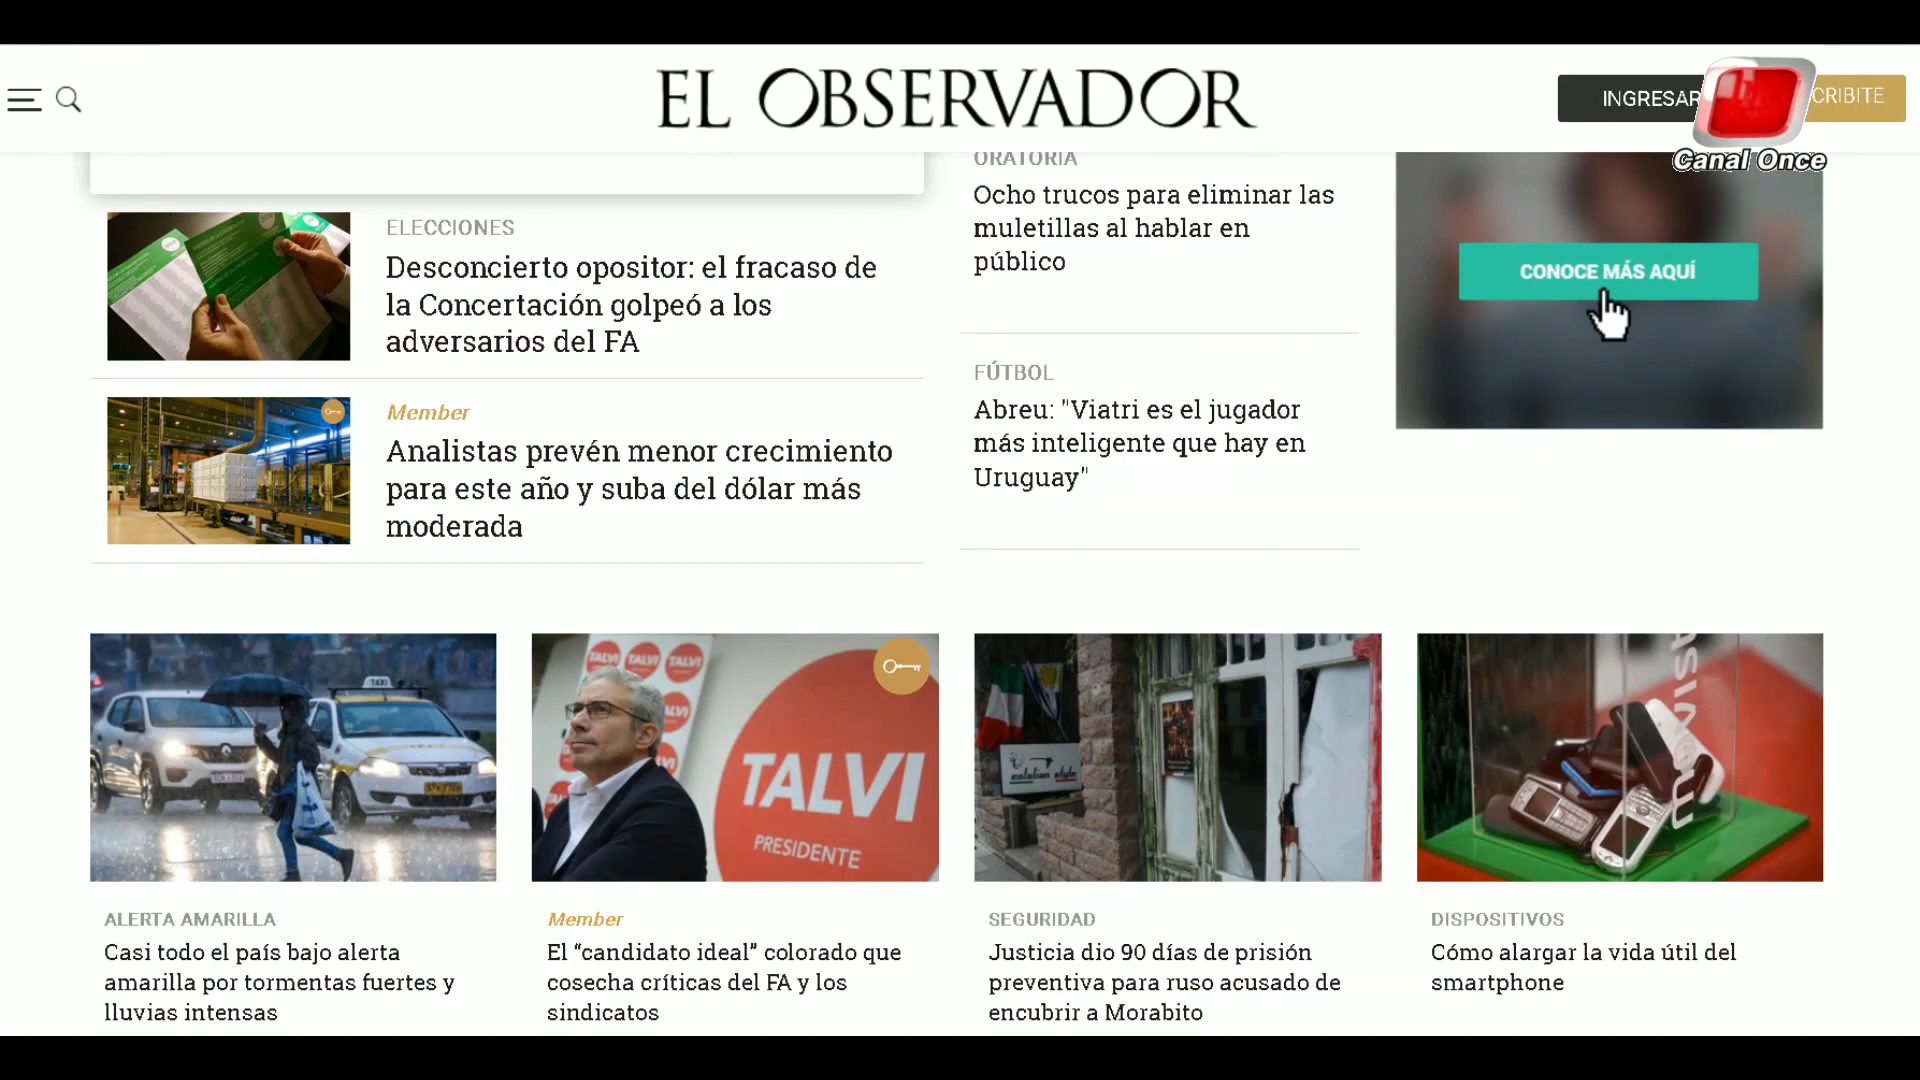 EL OBSERVADOR
INGRESAR
CRIBITE
Canal Once
ELECCIONES
Desconcierto opositor: el fracaso de
la Concertación golpeó a los
adversarios del FA
Member
Analistas prevén menor crecimiento
para este año y suba del dólar más
moderada
ORATORIA
Ocho trucos para eliminar las
muletillas al hablar en
público
FÚTBOL
Abreu: "Viatri es el jugador
más inteligente que hay en
Uruguay"
CONOCE MÁS AQUÍ
TAXI
TALVI TALVI TALVI
TALVI
PRESIDENTE
ALERTA AMARILLA
Casi todo el país bajo alerta
amarilla por tormentas fuertes y
lluvias intensas
Member
El “candidato ideal” colorado que
cosecha críticas del FA y los
sindicatos
SEGURIDAD
Justicia dio 90 días de prisión
preventiva para ruso acusado de
encubrir a Morabito
DISPOSITIVOS
Cómo alargar la vida útil del
smartphone